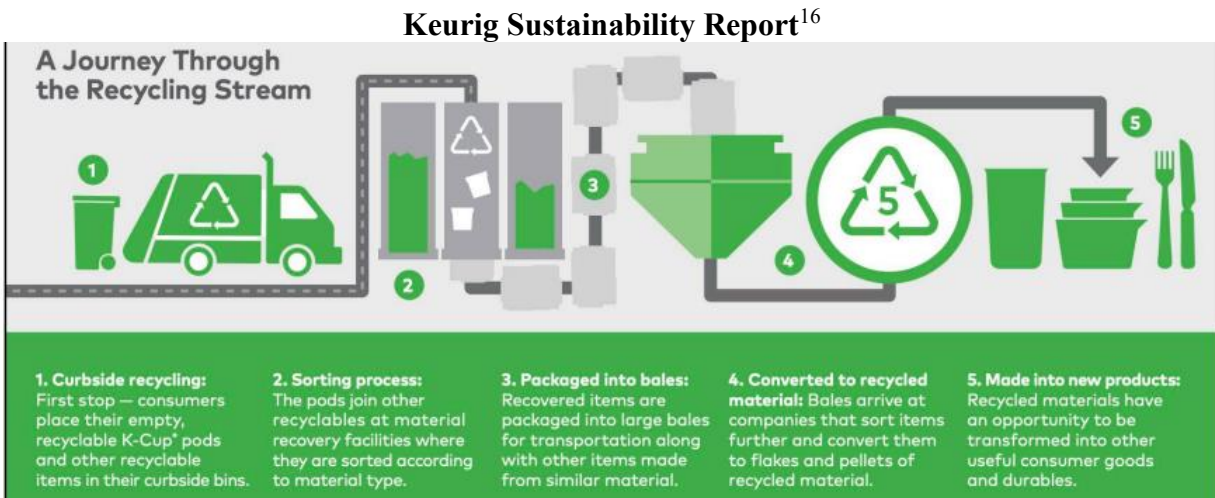 Keurig Sustainability Report16
A Journey Through
the Recycling Stream
1
2
3
4
5
5
1. Curbside recycling:
First stop — consumers
place their empty,
recyclable K-Cup® pods
and other recyclable
items in their curbside bins.
2. Sorting process:
The pods join other
recyclables at material
recovery facilities where
they are sorted according
to material type.
3. Packaged into bales:
Recovered items are
packaged into large bales
for transportation along
with other items made
from similar material.
4. Converted to recycled
material: Bales arrive at
companies that sort items
further and convert them
to flakes and pellets of
recycled material.
5. Made into new products:
Recycled materials have
an opportunity to be
transformed into other
useful consumer goods
and durables.